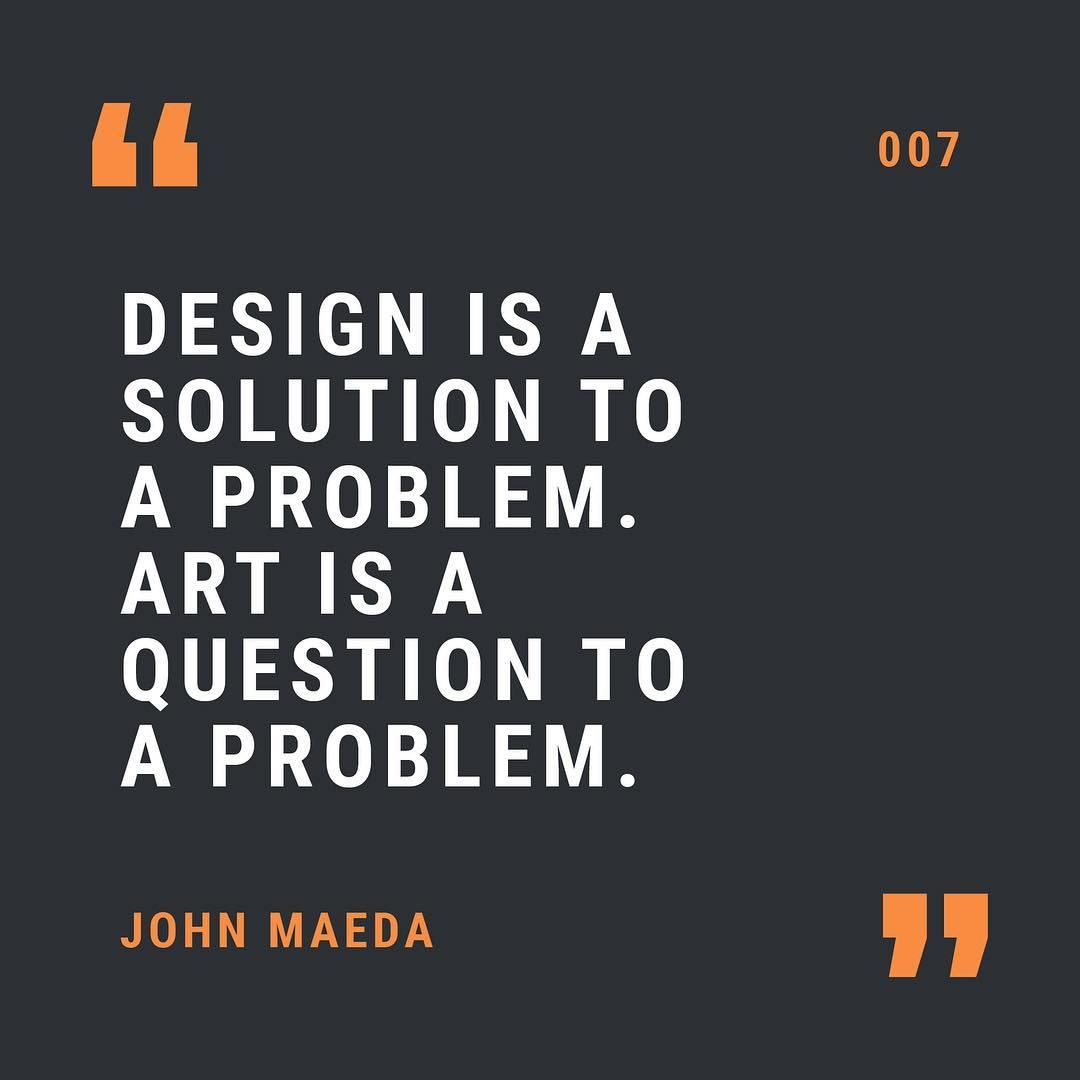 “
007
DESIGN IS A
SOLUTION TO
A PROBLEM.
ART IS A
QUESTION TO
A PROBLEM.
JOHN MAEDA
”